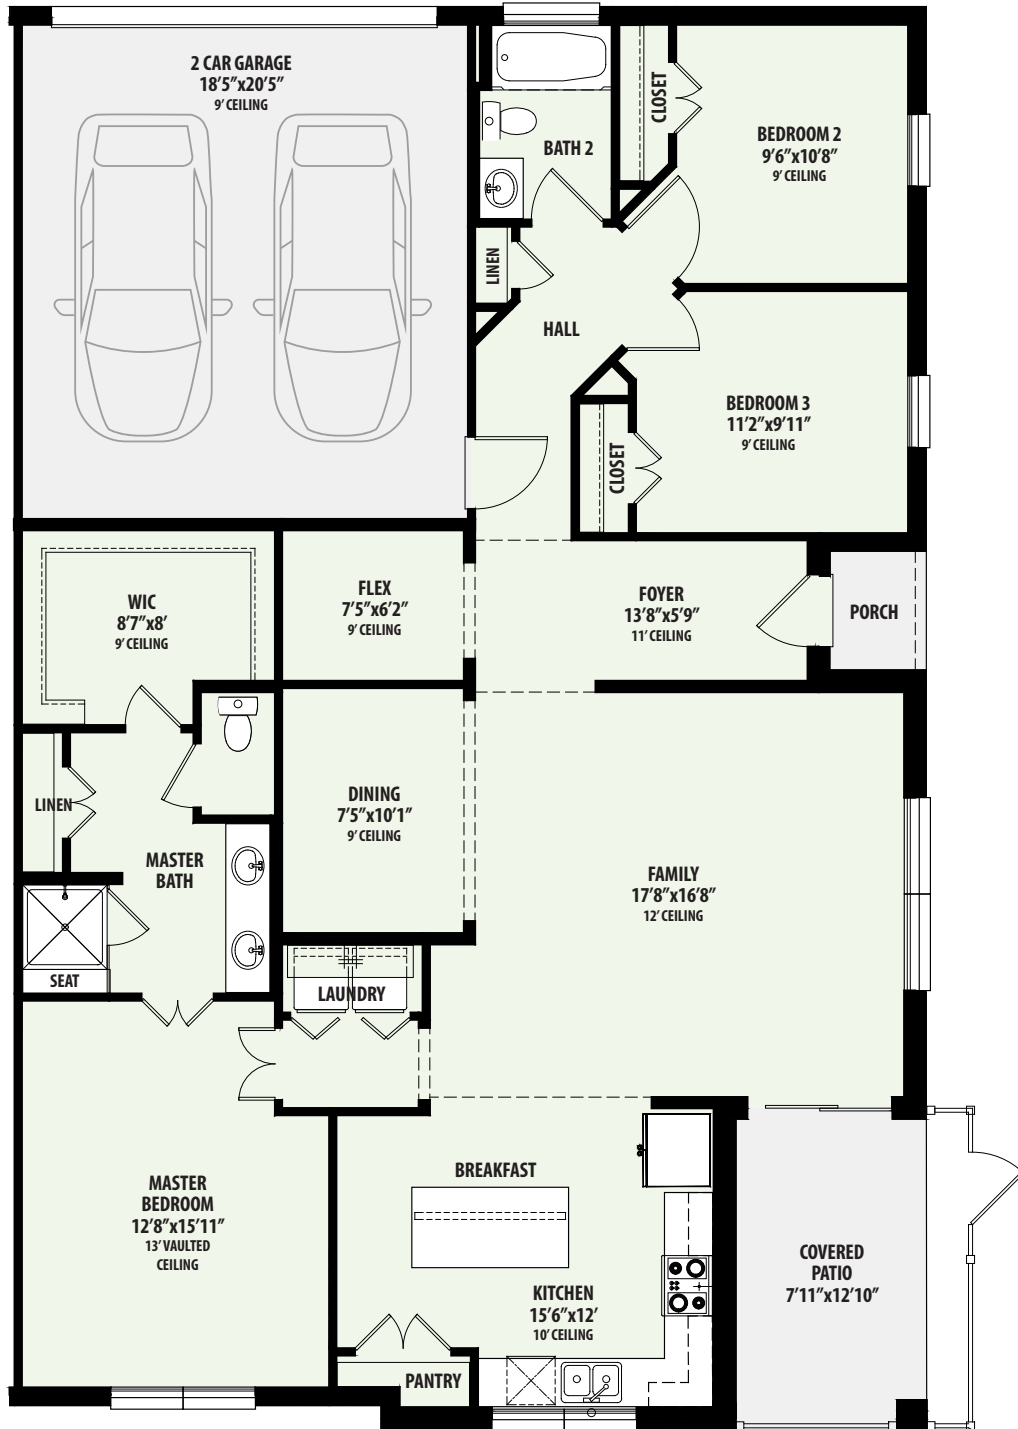 2 CAR GARAGE
18'5"x20'5"
9' CEILING
BATH 2
CLOSET
BEDROOM 2
9'6"x10'8"
9' CEILING
LINEN
HALL
BEDROOM 3
11'2"x9'11"
9' CEILING
CLOSET
WIC
8'7"x8'
9' CEILING
FLEX
7'5"x6'2"
9' CEILING
FOYER
13'8"x5'9"
11' CEILING
PORCH
LINEN
DINING
7'5"x10'1"
9' CEILING
MASTER
BATH
FAMILY
17'8"x16'8"
12' CEILING
SEAT
LAUNDRY
MASTER
BEDROOM
12'8"x15'11"
13' VAULTED
CEILING
BREAKFAST
KITCHEN
15'6"x12'
10' CEILING
COVERED
PATIO
7'11"x12'10"
PANTRY